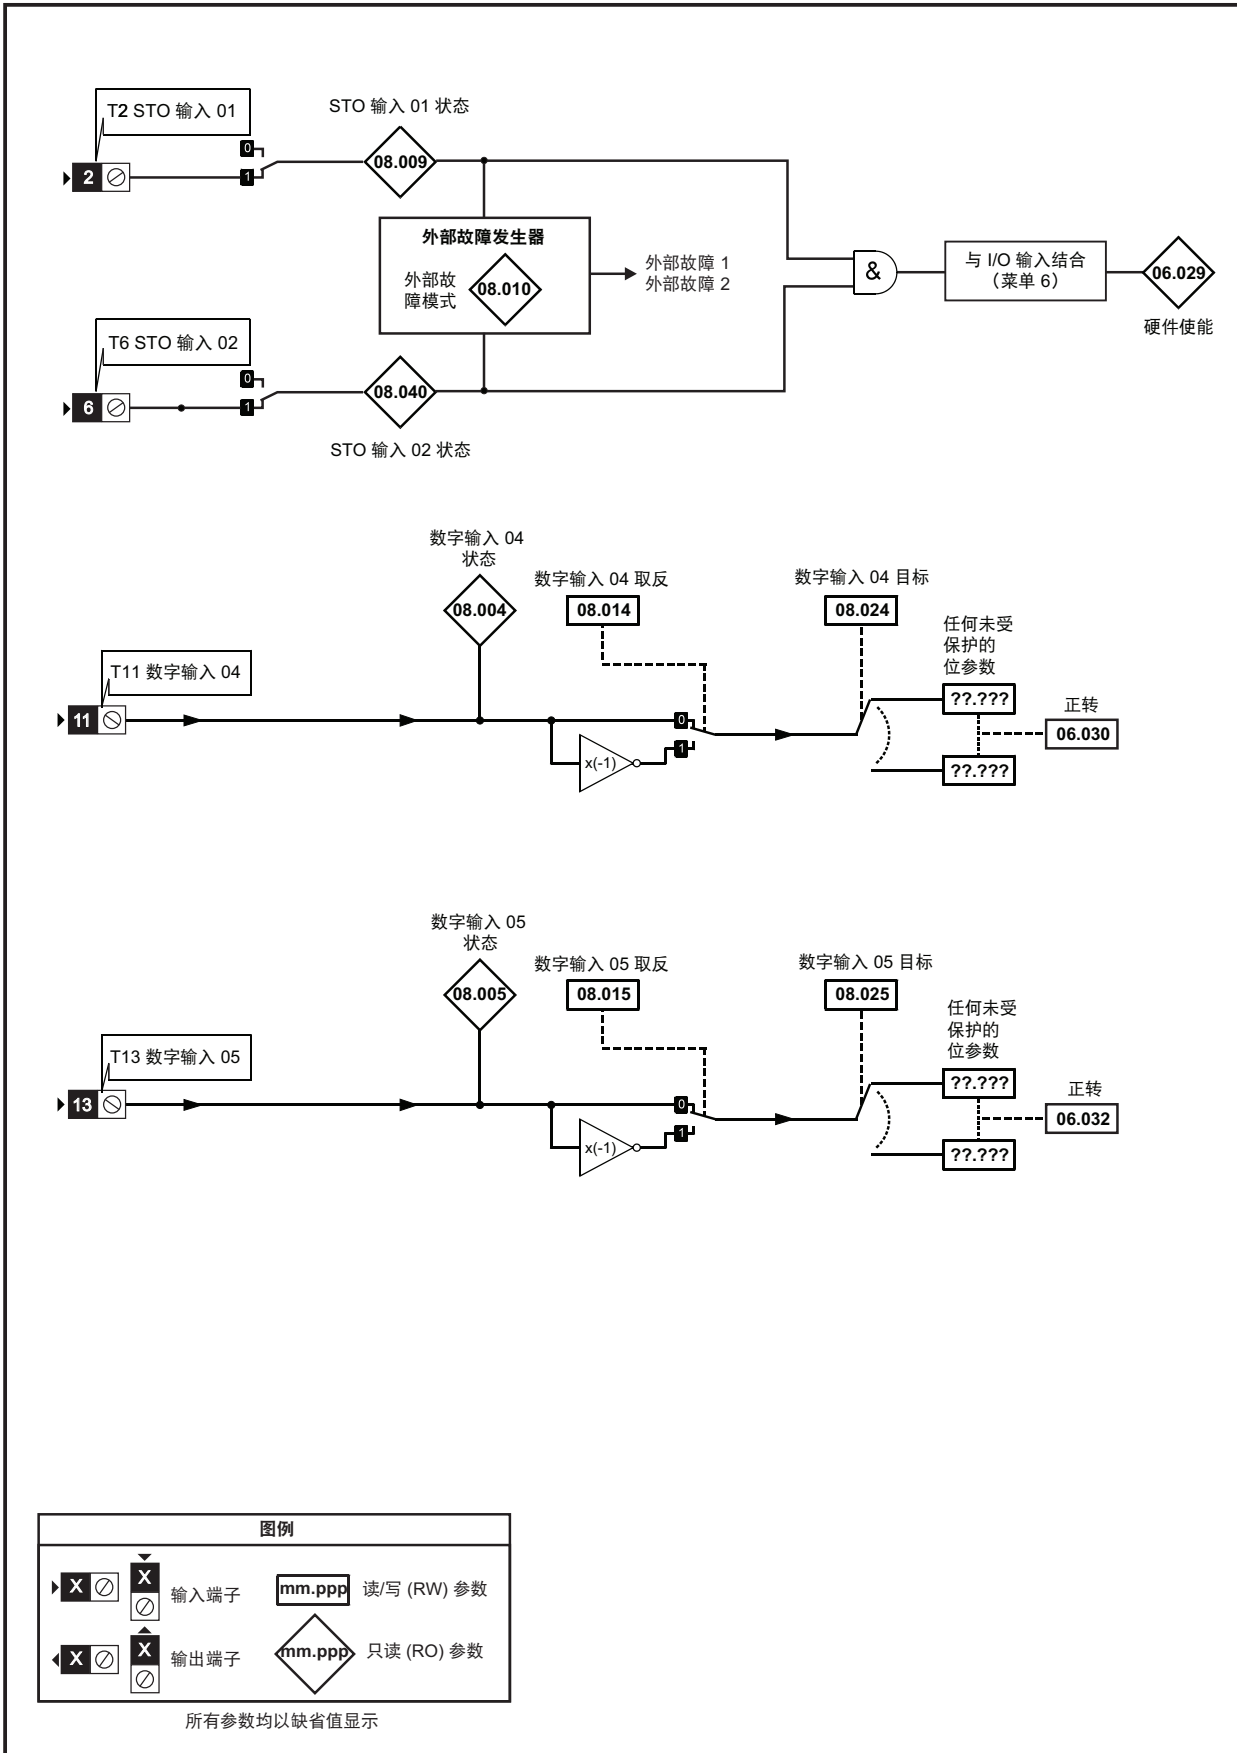 T2 STO 输入 01
STO 输入 01 状态
0
2
1
08.009
外部故障发生器
外部故
障模式
08.010
外部故障 1
外部故障 2
&
与 I/O 输入结合
（菜单 6）
06.029
硬件使能
T6 STO 输入 02
0
6
1
08.040
STO 输入 02 状态
数字输入 04
状态
08.004
数字输入 04 取反
08.014
数字输入 04 目标
08.024
任何未受
保护的
位参数
T11 数字输入 04
11
0
1
x(-1)
??.???
??.???
正转
06.030
数字输入 05
状态
08.005
数字输入 05 取反
08.015
数字输入 05 目标
08.025
任何未受
保护的
位参数
T13 数字输入 05
13
0
1
x(-1)
??.???
??.???
正转
06.032
图例
X
X
输入端子
mm.ppp
读/写 (RW) 参数
X
X
输出端子
mm.ppp
只读 (RO) 参数
所有参数均以缺省值显示